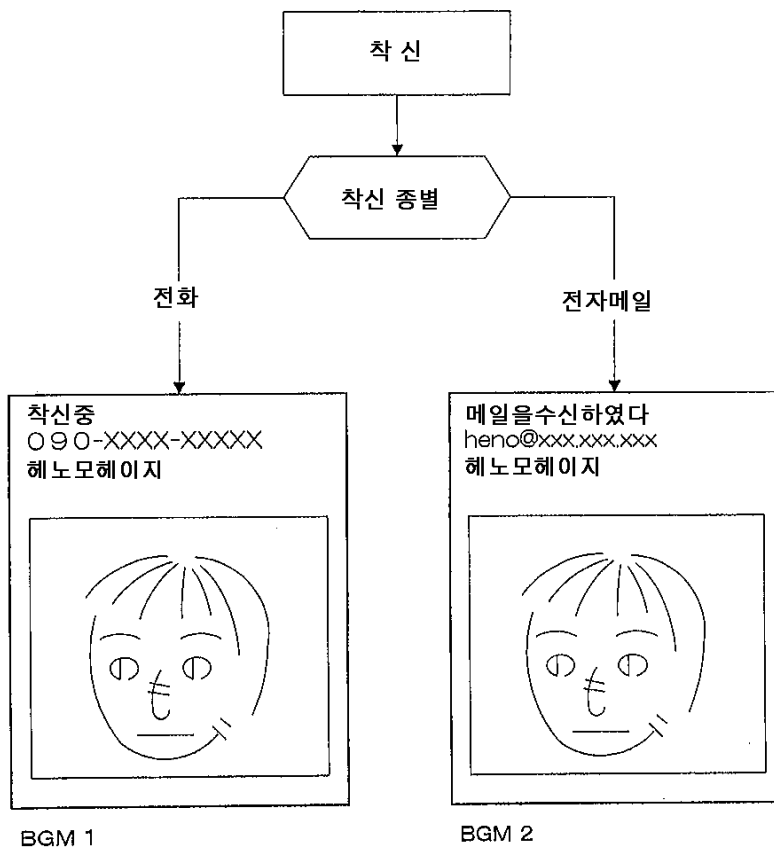 착 신
착신 종별
전화
전자메일
착신중
090-XXXX-XXXXX
헤노모헤이지
메일을수신하였다
heno@xxx.xxx.xxx
헤노모헤이지
BGM 1
BGM 2